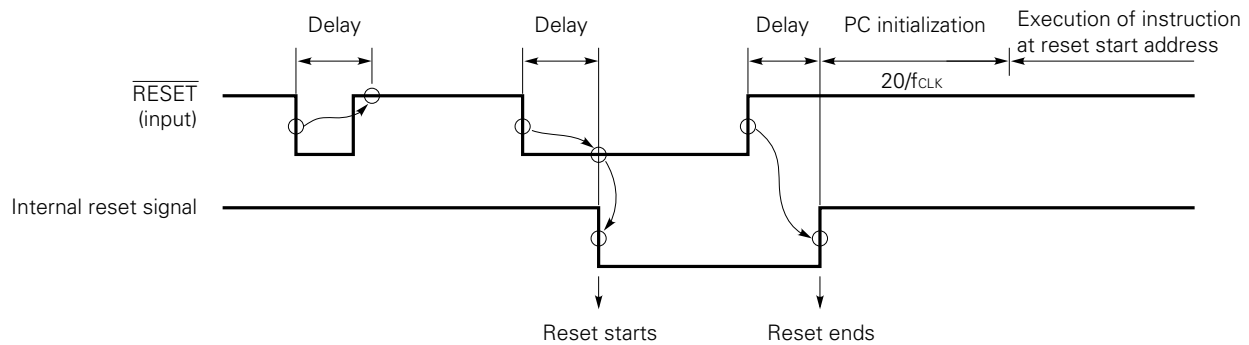 Delay
Delay
Delay
PC initialization
Execution of instruction
at reset start address
20/fCLK
RESET
(input)
Internal reset signal
Reset starts
Reset ends